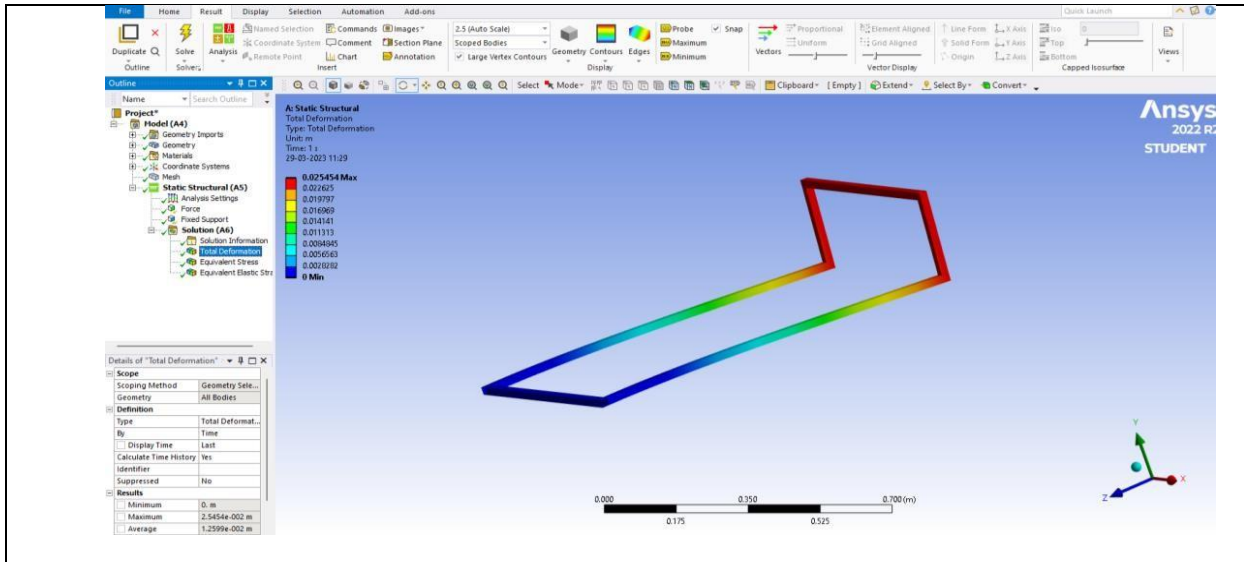 File Home Result Display Selection Automation Add-ons Quick Launch
Duplicate Q
Outline
Solve
Solver
Analysis
Named Selection
Coordinate System
Remote Point
Commands
Comment
Chart
Images
Section Plane
Annotation
Insert
2.5 (Auto Scale)
Scoped Bodies
Large Vertex Contours
Geometry Contours Edges
Display
Probe
Maximum
Minimum
Snap
Vectors
Proportional
Uniform
Element Aligned
Grid Aligned
Line Form
Solid Form
Origin
X Axis
Y Axis
Z Axis
Vector Display
Iso 0
Top
Bottom
Capped Isosurface
Views
Outline
Name Search Outline
Select Mode Clipboard [Empty] Extend Select By Convert
Project*
Model (A4)
Geometry Imports
Geometry
Materials
Coordinate Systems
Mesh
Static Structural (A5)
Analysis Settings
Force
Fixed Support
Solution (A6)
Solution Information
Total Deformation
Equivalent Stress
Equivalent Elastic Stra
A: Static Structural
Total Deformation
Type: Total Deformation
Unit: m
Time: 1 s
29-03-2023 11:29
0.025454 Max
0.022625
0.019797
0.016969
0.014141
0.011313
0.0084845
0.0056563
0.0028282
0 Min
Ansys
2022 R2
STUDENT
Details of "Total Deformation"
Scope
Scoping Method Geometry Sele...
Geometry All Bodies
Definition
Type Total Deformat...
By Time
Display Time Last
Calculate Time History Yes
Identifier
Suppressed No
Results
Minimum 0. m
Maximum 2.5454e-002 m
Average 1.2599e-002 m
0.000 0.350 0.700 (m)
0.175 0.525
Y
X
Z